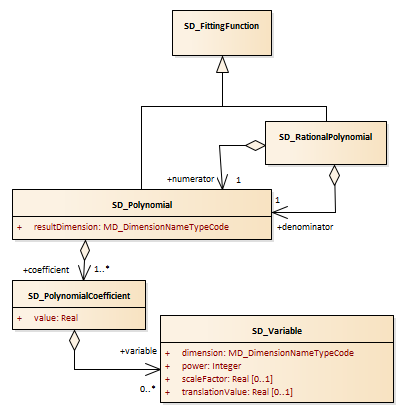 SD_FittingFunction
SD_RationalPolynomial
+numerator
1
SD_Polynomial
+ resultDimension: MD_DimensionNameTypeCode
1
+denominator
+coefficient
1..*
SD_PolynomialCoefficient
+ value: Real
SD_Variable
+variable
0..*
+ dimension: MD_DimensionNameTypeCode
+ power: Integer
+ scaleFactor: Real [0..1]
+ translationValue: Real [0..1]